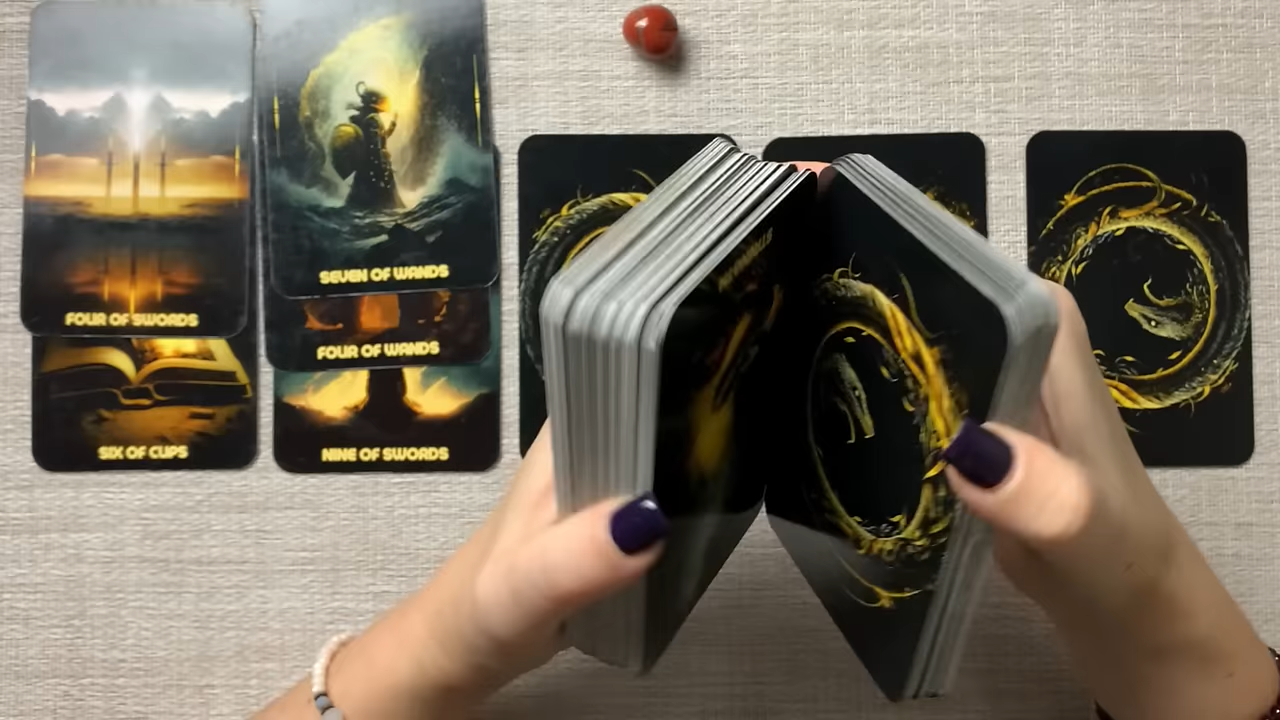 FOUR OF SWORDS
SEVEN OF WANDS
FOUR OF WANDS
SIX OF CUPS
NINE OF SWORDS